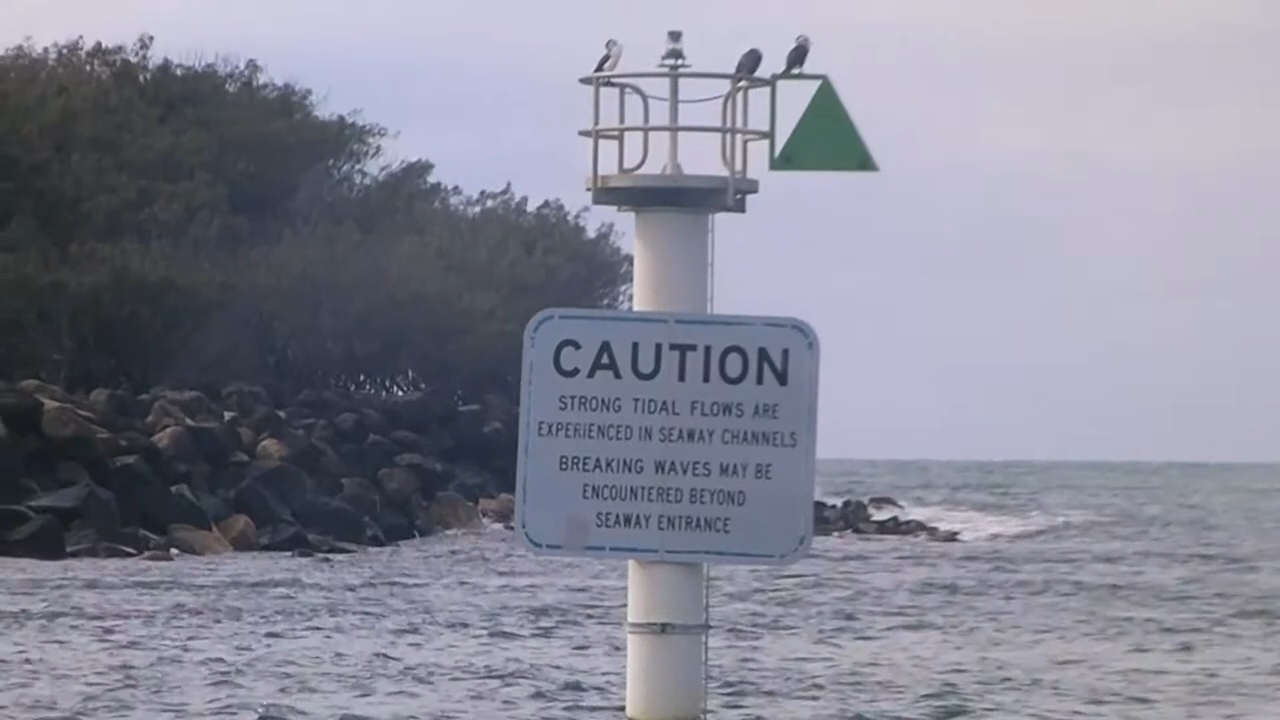 CAUTION
STRONG TIDAL FLOWS ARE
EXPERIENCED IN SEAWAY CHANNELS
BREAKING WAVES MAY BE
ENCOUNTERED BEYOND
SEAWAY ENTRANCE